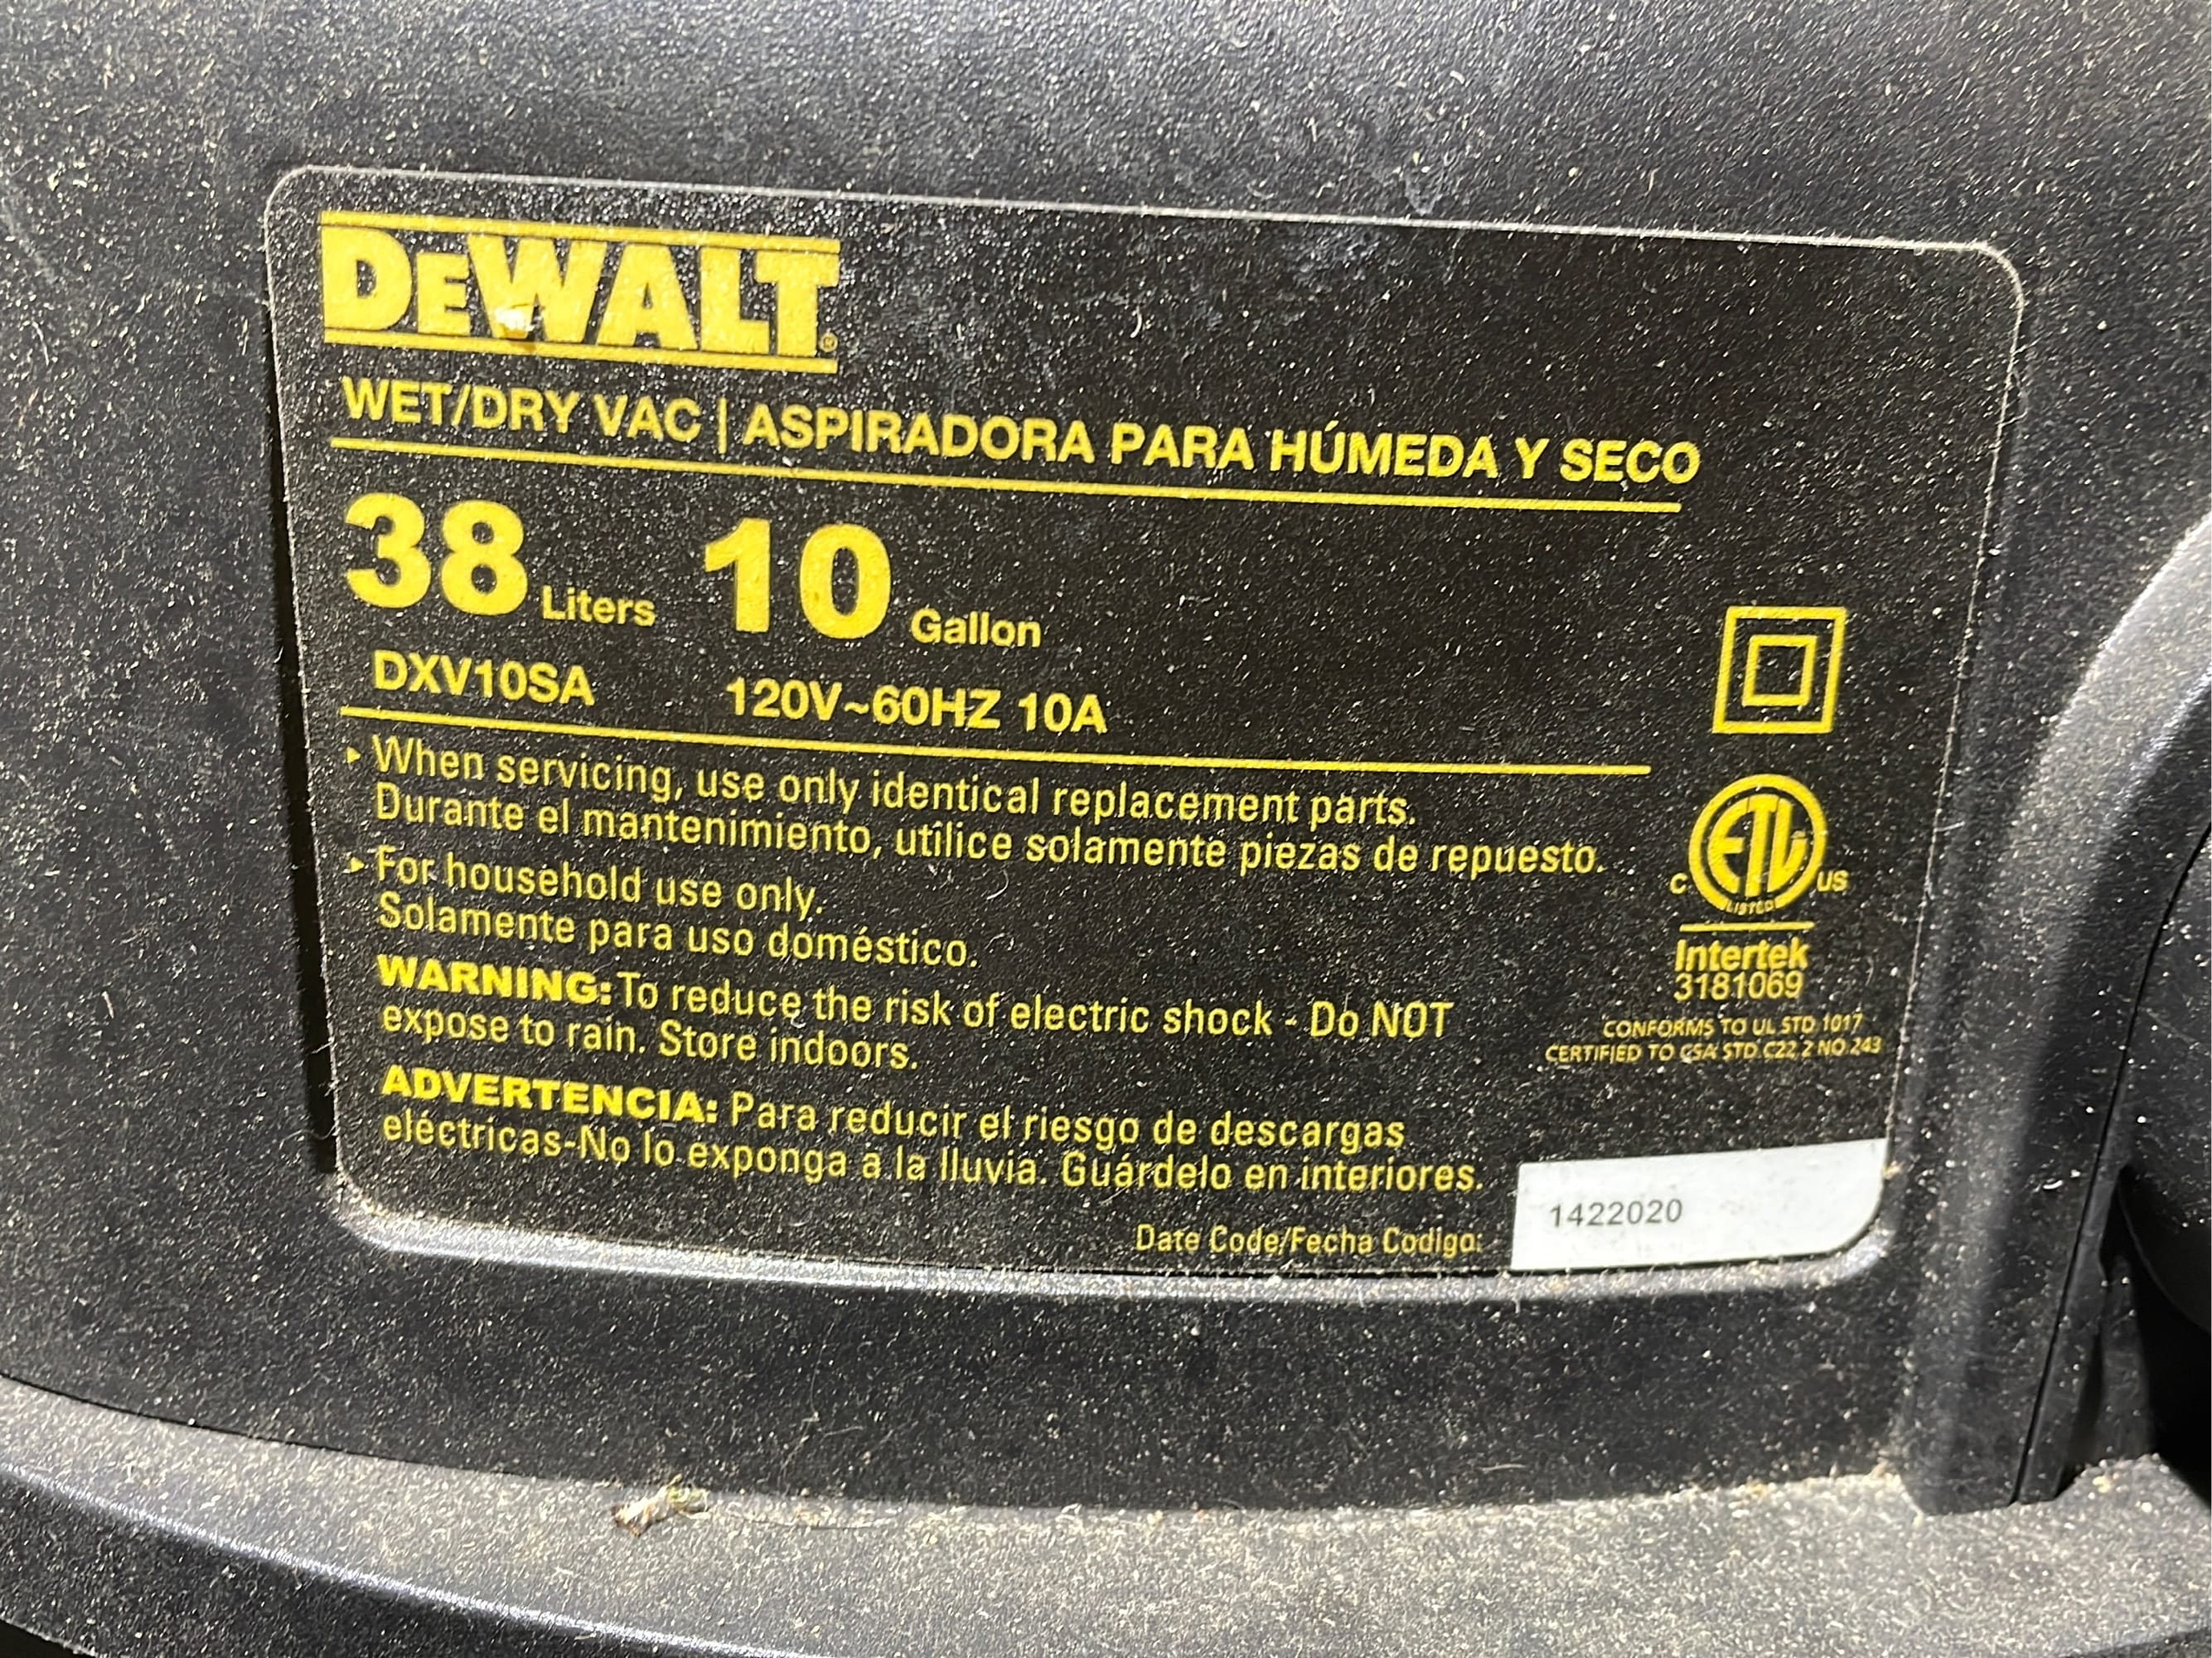 DEWALT®
WET/DRY VAC | ASPIRADORA PARA HÚMEDA Y SECO
38 Liters 10 Gallon
DXV10SA 120V~60HZ 10A
▸ When servicing, use only identical replacement parts.
Durante el mantenimiento, utilice solamente piezas de repuesto.
▸ For household use only.
Solamente para uso doméstico.
WARNING: To reduce the risk of electric shock - Do NOT
expose to rain. Store indoors.
ADVERTENCIA: Para reducir el riesgo de descargas
eléctricas-No lo exponga a la lluvia. Guárdelo en interiores.
Date Code/Fecha Codigo: 1422020
c ETL us
LISTED
Intertek
3181069
CONFORMS TO UL STD 1017
CERTIFIED TO CSA STD C22 2 NO 243